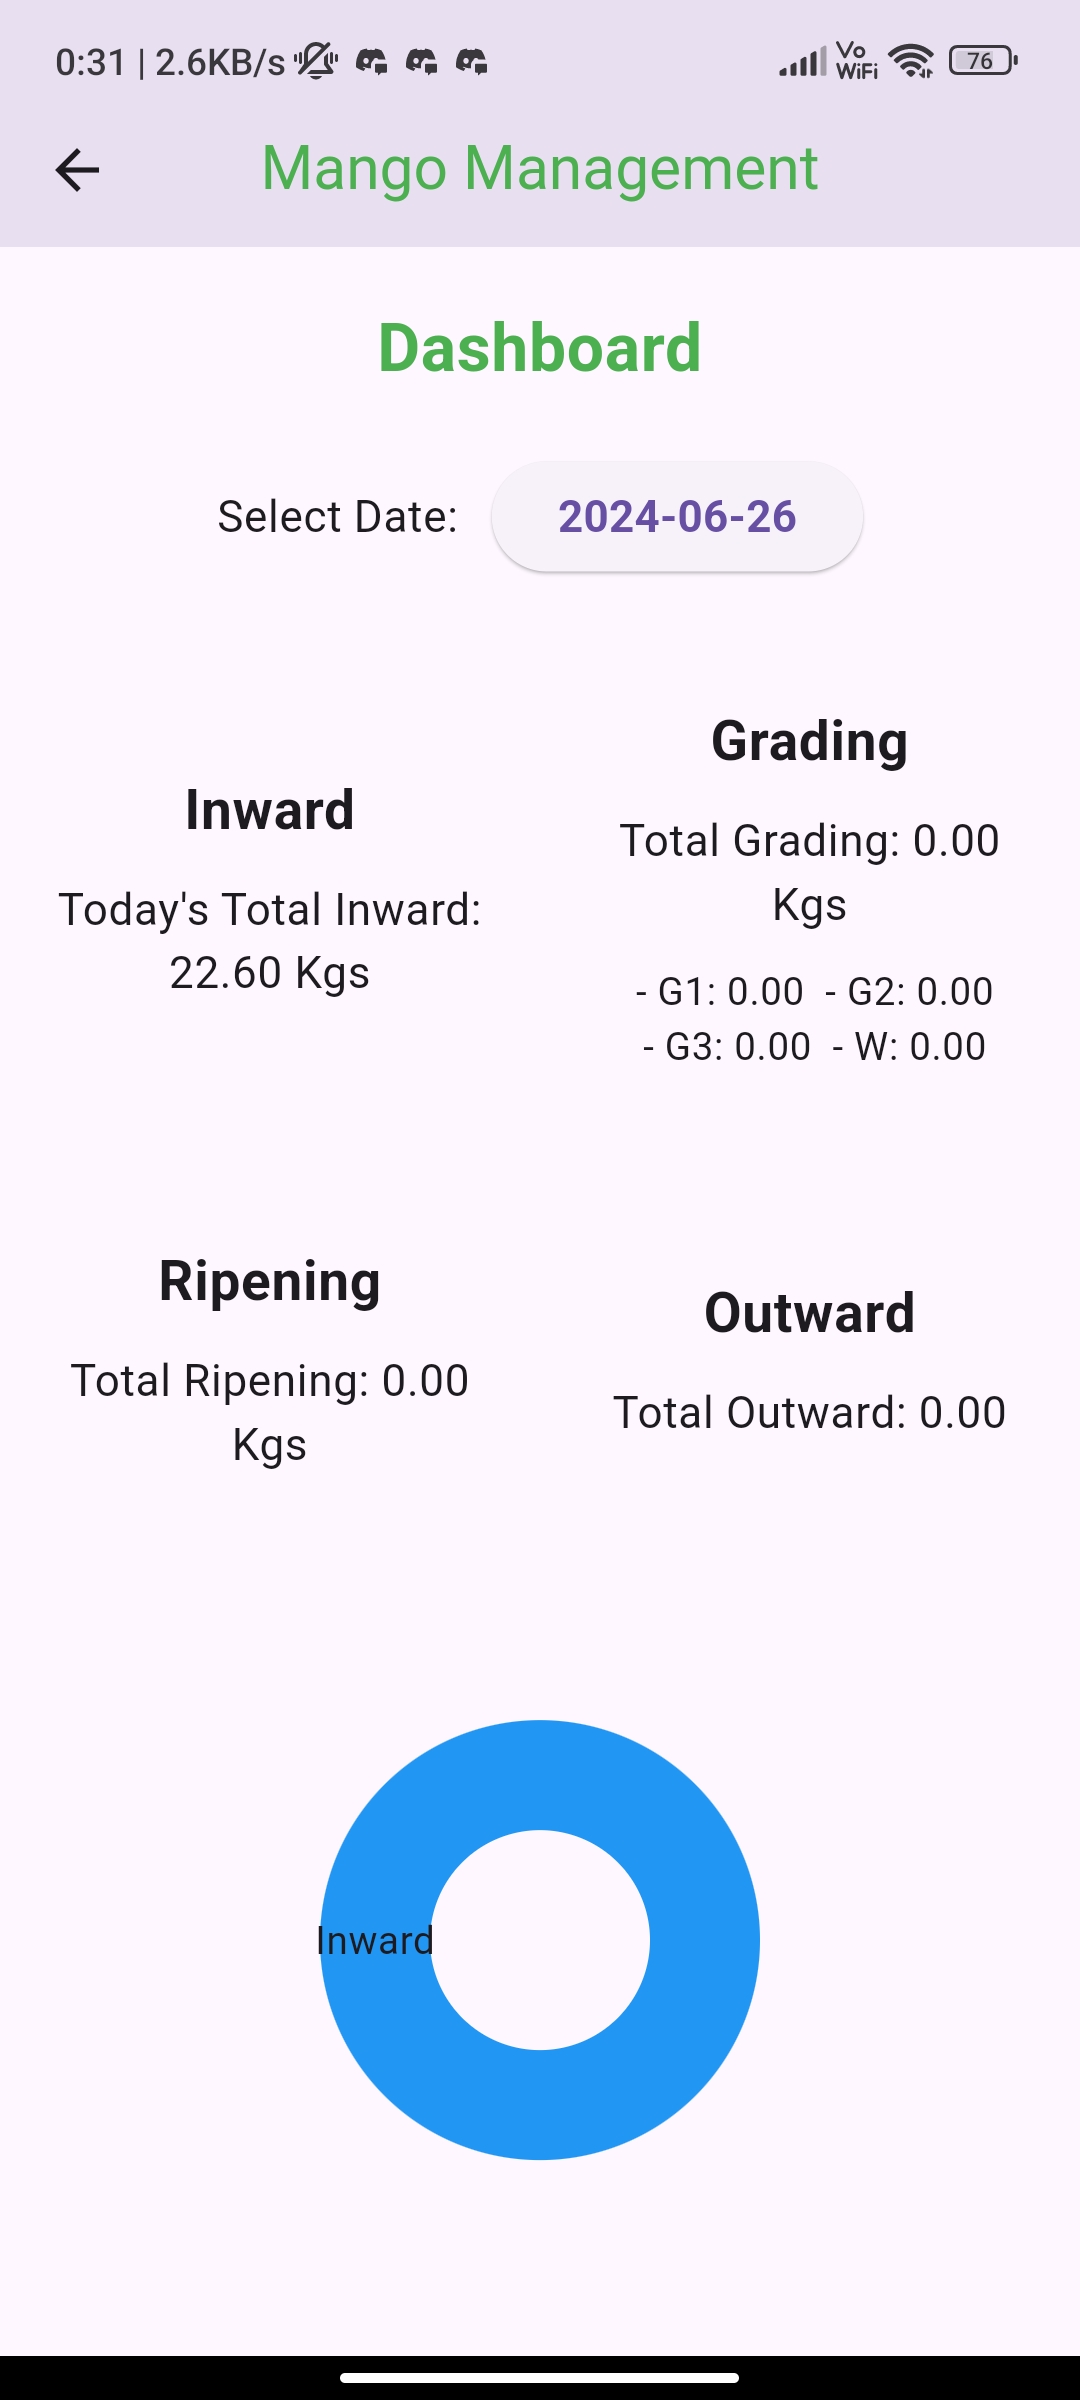 0:31 | 2.6KB/s
Vo
WiFi
76
Mango Management
Dashboard
Select Date: 2024-06-26
Inward
Today's Total Inward:
22.60 Kgs
Grading
Total Grading: 0.00
Kgs
- G1: 0.00 - G2: 0.00
- G3: 0.00 - W: 0.00
Ripening
Total Ripening: 0.00
Kgs
Outward
Total Outward: 0.00
Inward